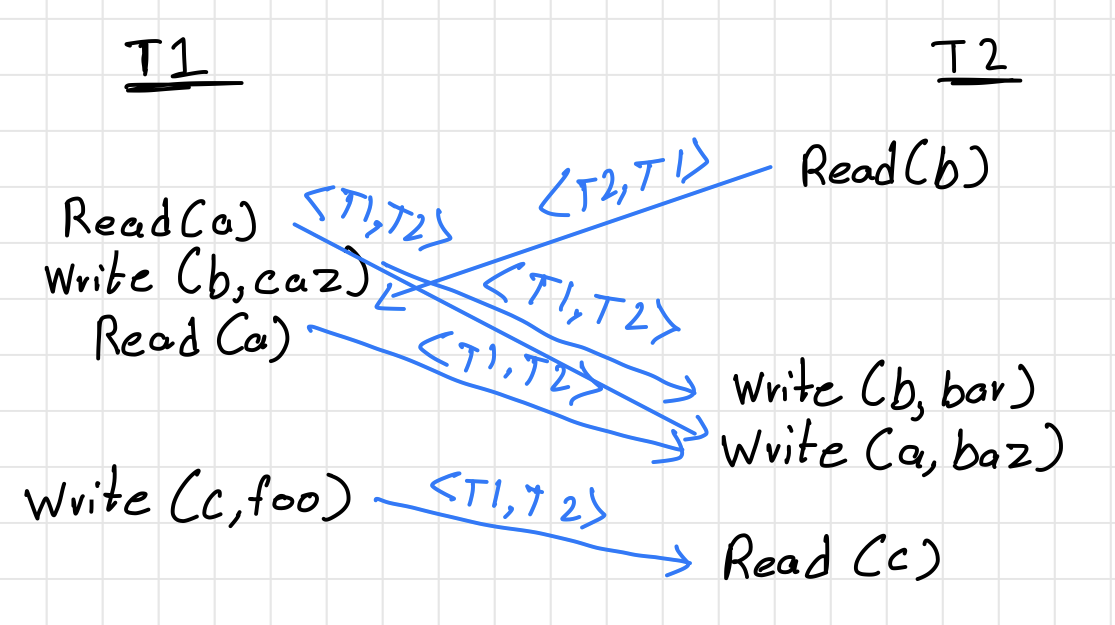 T1 T2
Read(b)
<T2,T1>
Read(a) <T1,T2>
Write (b,caz) <T1,T2>
Read (a) <T1,T2>
Write (b,bar)
Write (a,baz)
Write (c,foo) <T1,T2>
Read (c)